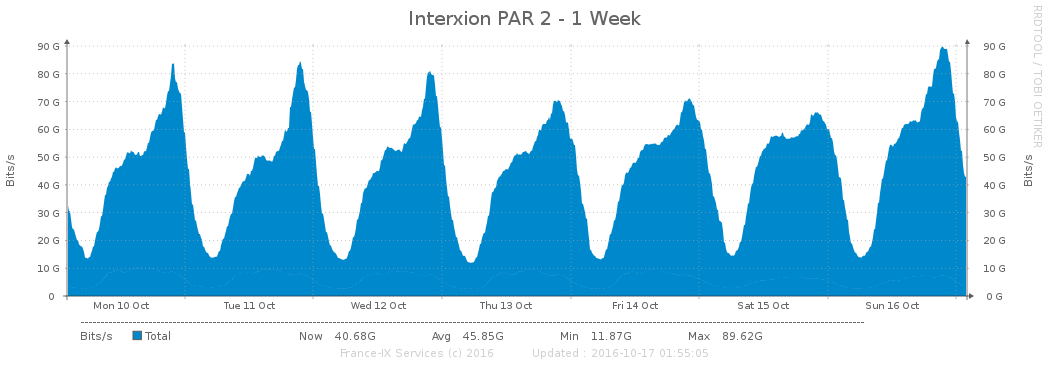 Interxion PAR 2 - 1 Week
RRDTOOL / TOBI OETIKER
Bits/s
90 G 90 G
80 G 80 G
70 G 70 G
60 G 60 G
50 G 50 G
40 G 40 G
30 G 30 G
20 G 20 G
10 G 10 G
0 0 G
Bits/s
Mon 10 Oct Tue 11 Oct Wed 12 Oct Thu 13 Oct Fri 14 Oct Sat 15 Oct Sun 16 Oct
Bits/s Total Now 40.68G Avg 45.85G Min 11.87G Max 89.62G
France-IX Services (c) 2016 Updated : 2016-10-17 01:55:05